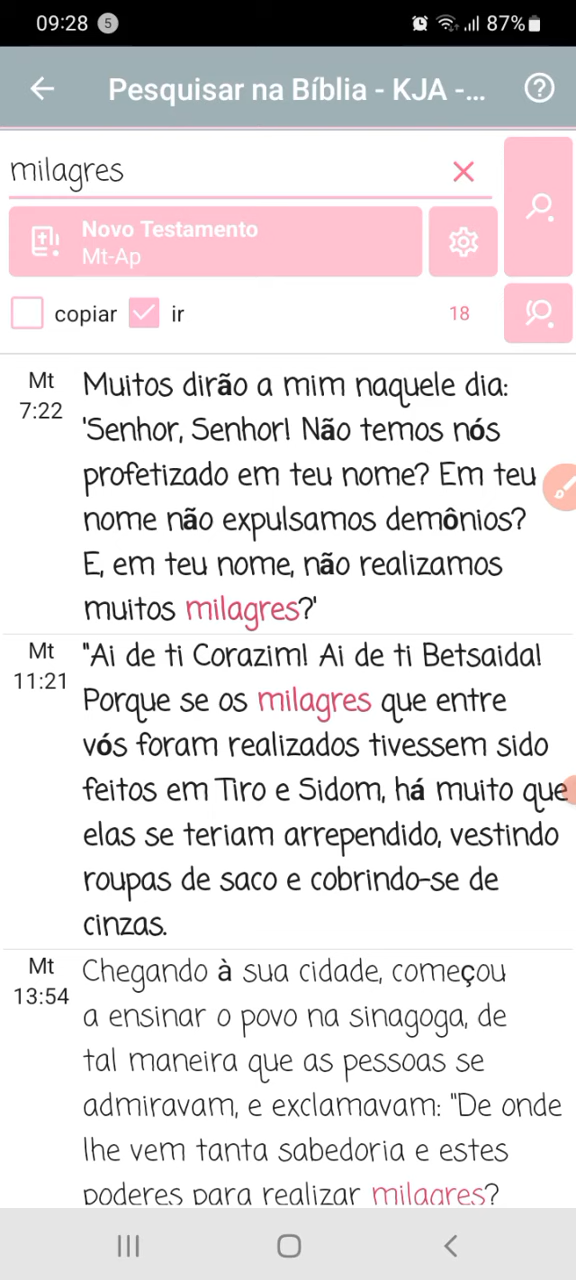 09:28 5 87%
Pesquisar na Bíblia - KJA -...
milagres
Novo Testamento
Mt-Ap
copiar ir 18
Mt 7:22
Muitos dirão a mim naquele dia:
'Senhor, Senhor! Não temos nós
profetizado em teu nome? Em teu
nome não expulsamos demônios?
E, em teu nome, não realizamos
muitos milagres?'
Mt 11:21
"Ai de ti Corazim! Ai de ti Betsaida!
Porque se os milagres que entre
vós foram realizados tivessem sido
feitos em Tiro e Sidom, há muito que
elas se teriam arrependido, vestindo
roupas de saco e cobrindo-se de
cinzas.
Mt 13:54
Chegando à sua cidade, começou
a ensinar o povo na sinagoga, de
tal maneira que as pessoas se
admiravam, e exclamavam: "De onde
lhe vem tanta sabedoria e estes
poderes para realizar milagres?